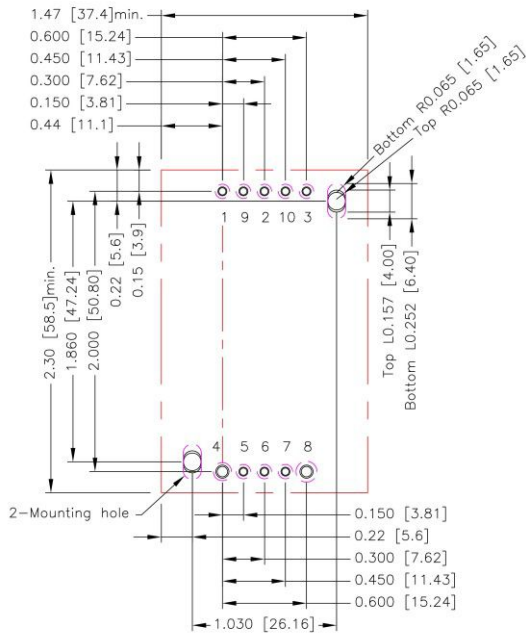 1.47 [37.4]min.
0.600 [15.24]
0.450 [11.43]
0.300 [7.62]
0.150 [3.81]
0.44 [11.1]
Bottom R0.065 [1.65]
Top R0.065 [1.65]
1 9 2 10 3
2.30 [58.5]min.
1.860 [47.24]
2.000 [50.80]
0.22 [5.6]
0.15 [3.9]
Top L0.157 [4.00]
Bottom L0.252 [6.40]
4 5 6 7 8
2-Mounting hole
0.150 [3.81]
0.22 [5.6]
0.300 [7.62]
0.450 [11.43]
0.600 [15.24]
1.030 [26.16]